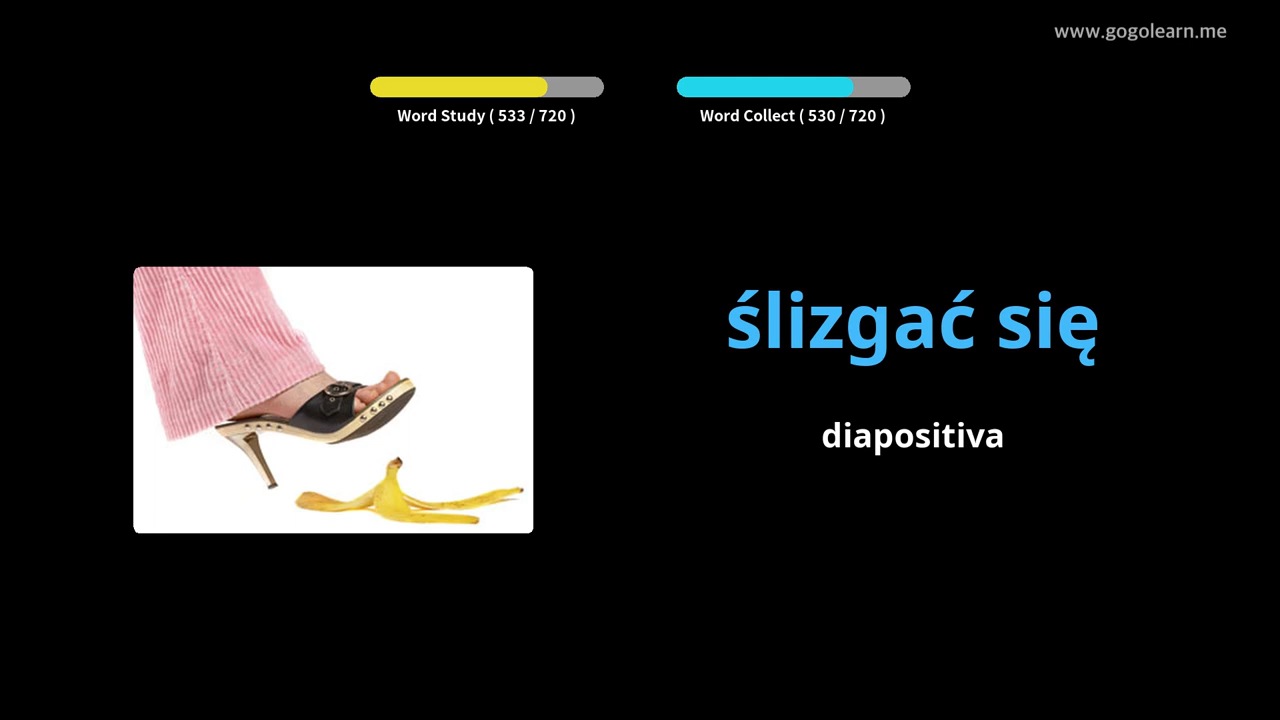 www.gogolearn.me
Word Study ( 533 / 720 )
Word Collect ( 530 / 720 )
ślizgać się
diapositiva